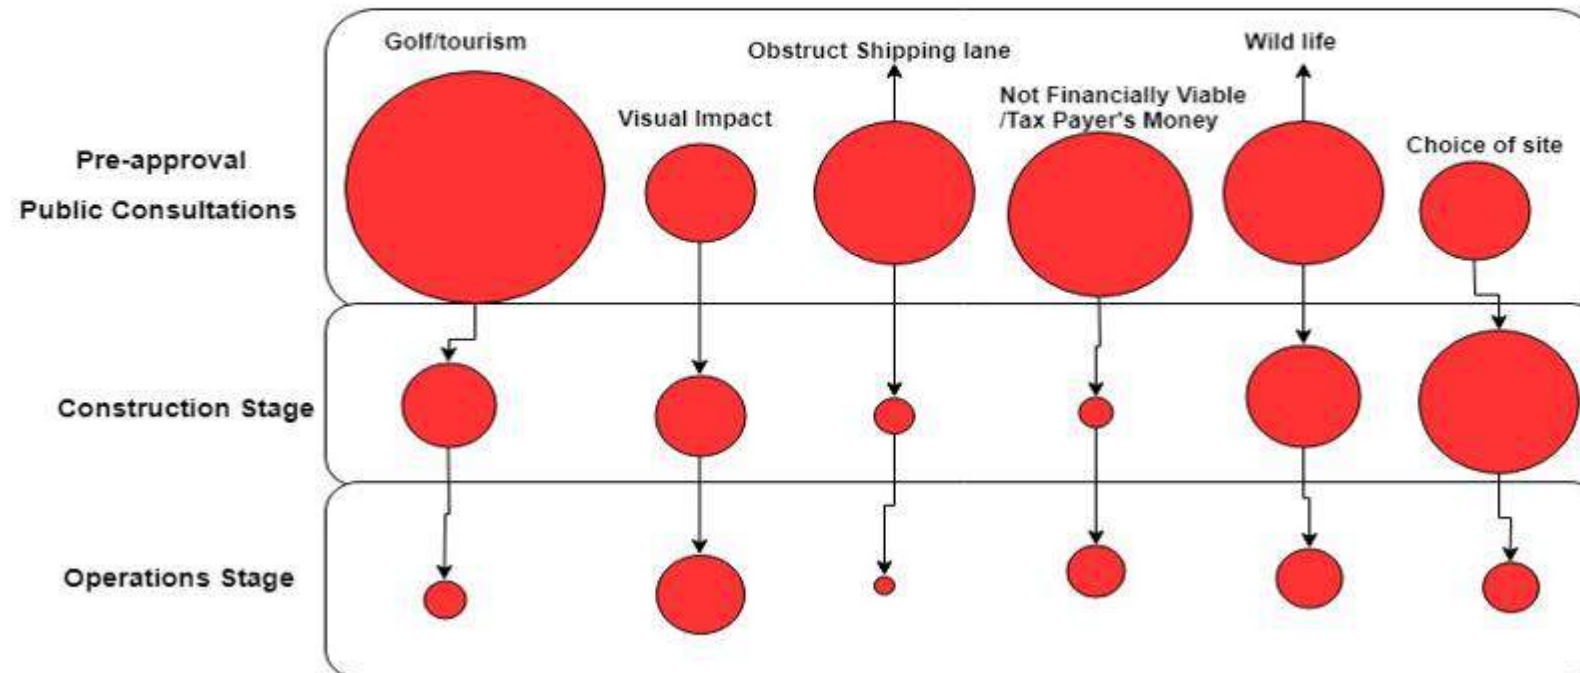 Golf/tourism
Obstruct Shipping lane
Wild life
Visual Impact
Not Financially Viable
/Tax Payer's Money
Choice of site
Pre-approval
Public Consultations
Construction Stage
Operations Stage